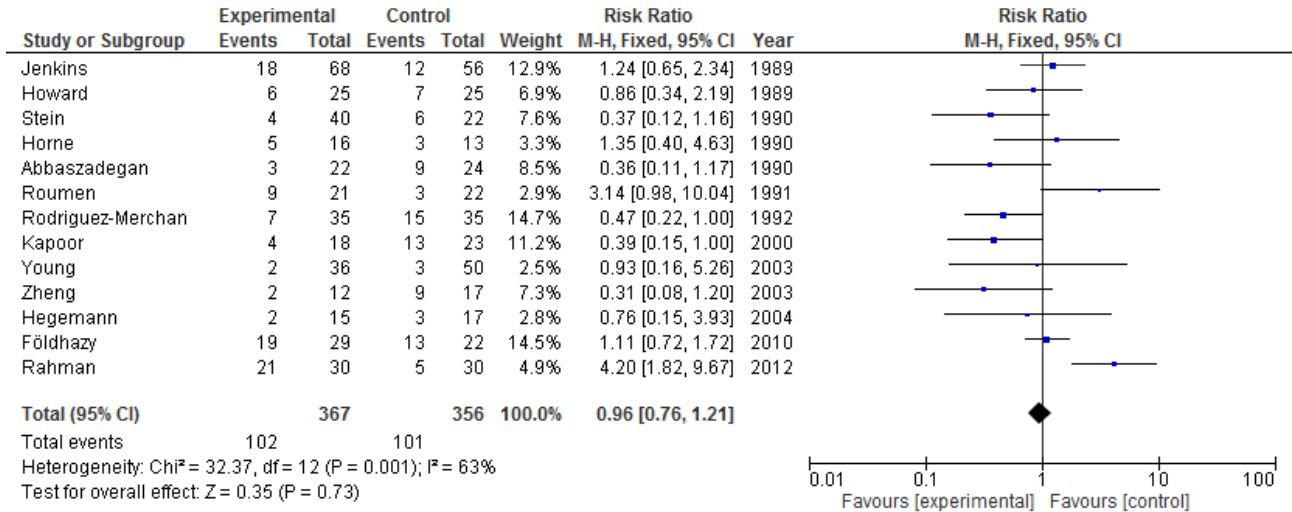 Experimental Control Risk Ratio Risk Ratio
Study or Subgroup Events Total Events Total Weight M-H, Fixed, 95% CI Year M-H, Fixed, 95% CI
Jenkins 18 68 12 56 12.9% 1.24 [0.65, 2.34] 1989
Howard 6 25 7 25 6.9% 0.86 [0.34, 2.19] 1989
Stein 4 40 6 22 7.6% 0.37 [0.12, 1.16] 1990
Horne 5 16 3 13 3.3% 1.35 [0.40, 4.63] 1990
Abbaszadegan 3 22 9 24 8.5% 0.36 [0.11, 1.17] 1990
Roumen 9 21 3 22 2.9% 3.14 [0.98, 10.04] 1991
Rodriguez-Merchan 7 35 15 35 14.7% 0.47 [0.22, 1.00] 1992
Kapoor 4 18 13 23 11.2% 0.39 [0.15, 1.00] 2000
Young 2 36 3 50 2.5% 0.93 [0.16, 5.26] 2003
Zheng 2 12 9 17 7.3% 0.31 [0.08, 1.20] 2003
Hegemann 2 15 3 17 2.8% 0.76 [0.15, 3.93] 2004
Földhazy 19 29 13 22 14.5% 1.11 [0.72, 1.72] 2010
Rahman 21 30 5 30 4.9% 4.20 [1.82, 9.67] 2012
Total (95% CI) 367 356 100.0% 0.96 [0.76, 1.21]
Total events 102 101
Heterogeneity: Chi² = 32.37, df = 12 (P = 0.001); I² = 63%
Test for overall effect: Z = 0.35 (P = 0.73)
0.01 0.1 1 10 100
Favours [experimental] Favours [control]